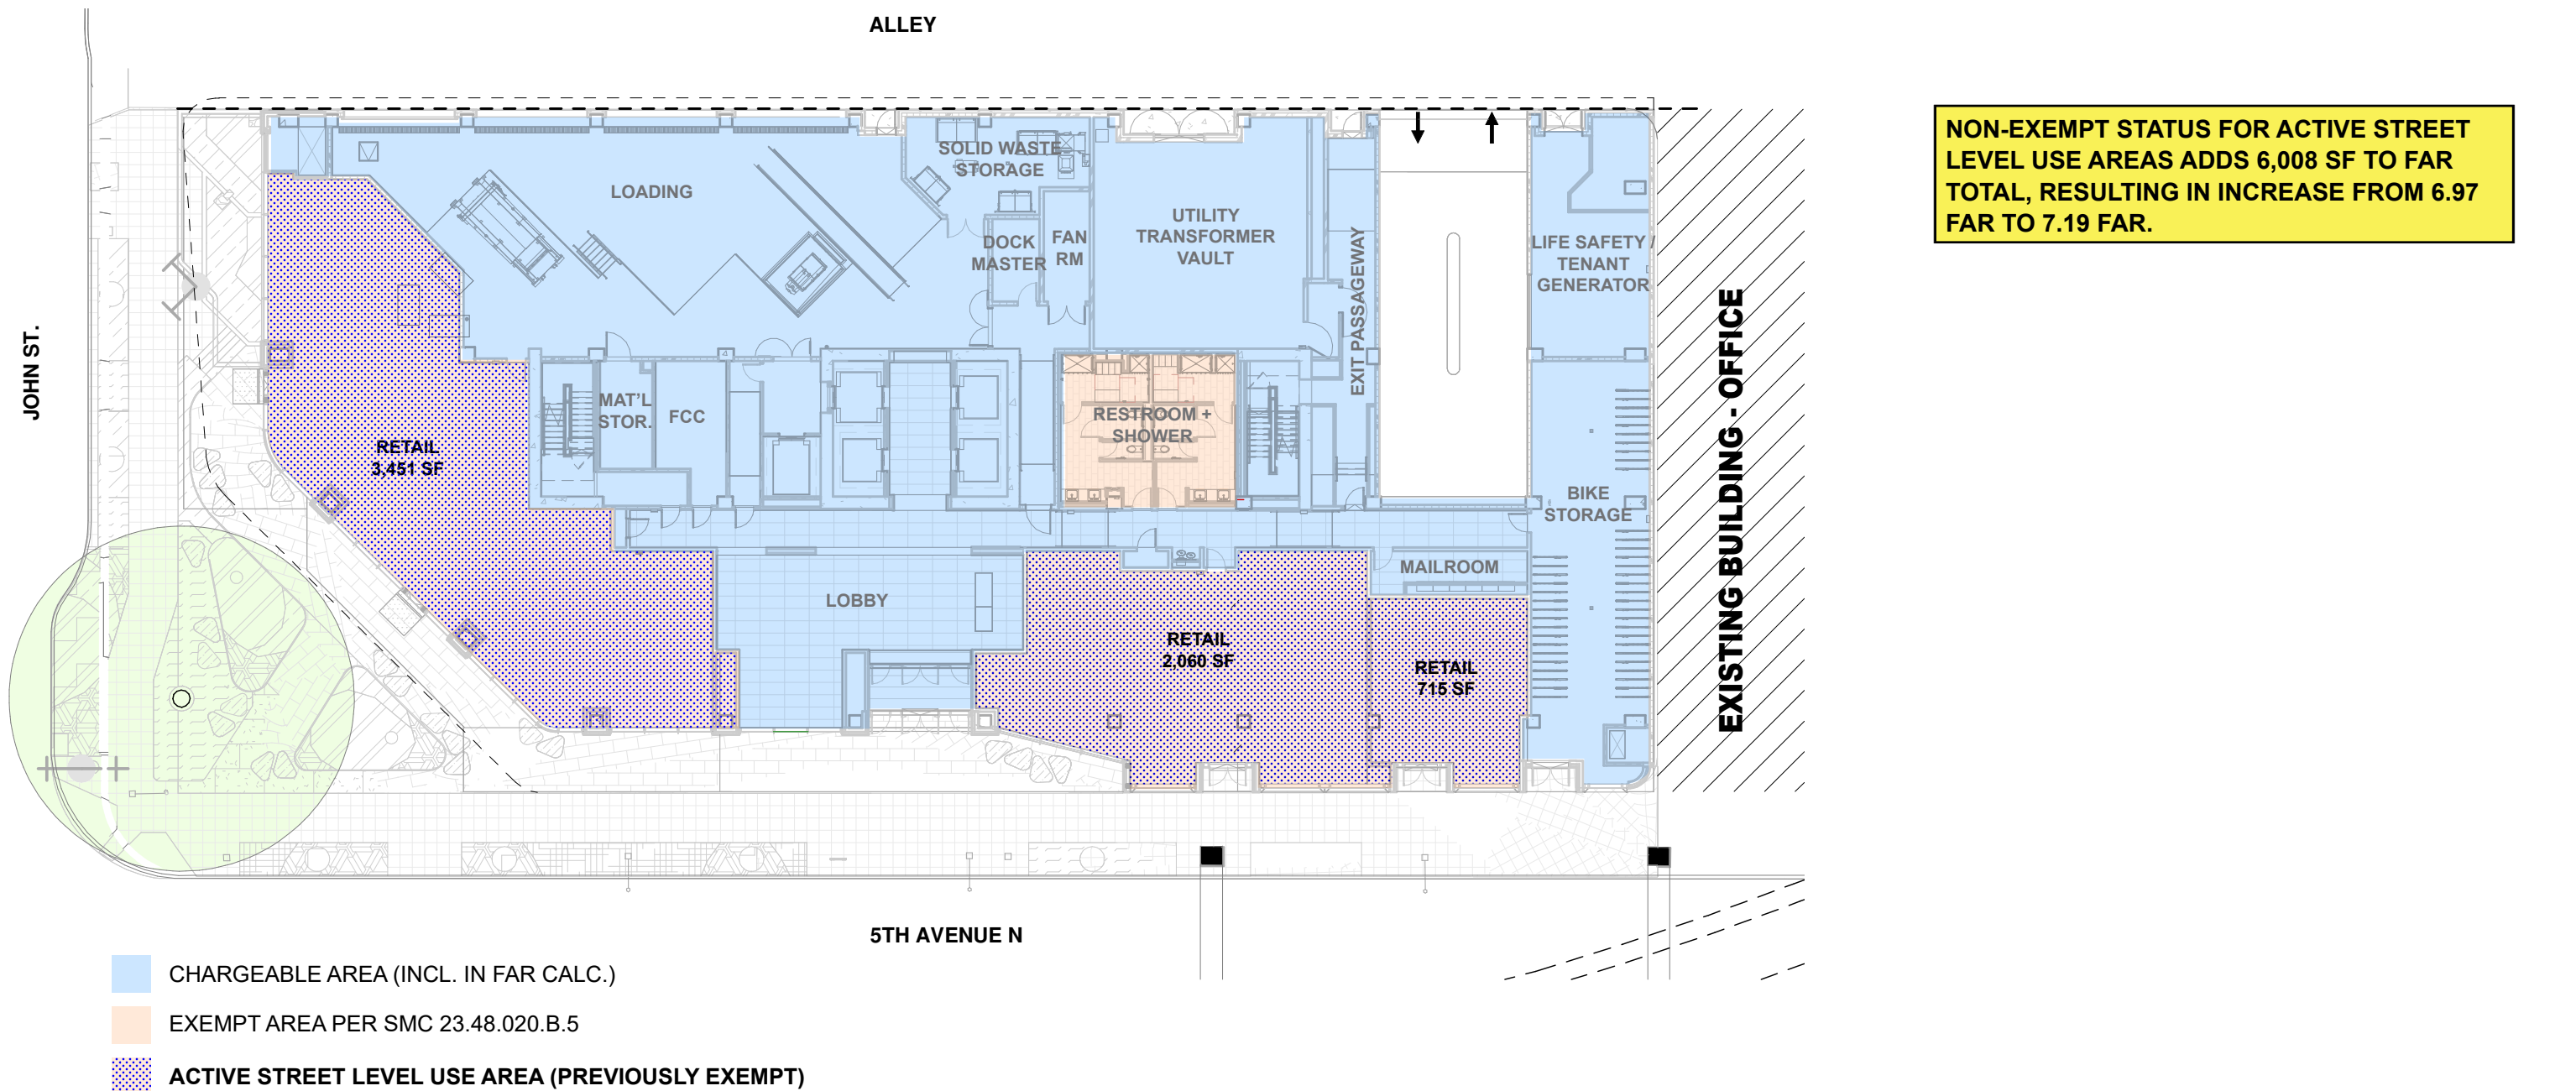 ALLEY
NON-EXEMPT STATUS FOR ACTIVE STREET
LEVEL USE AREAS ADDS 6,008 SF TO FAR
TOTAL, RESULTING IN INCREASE FROM 6.97
FAR TO 7.19 FAR.
SOLID WASTE
STORAGE
LOADING
UTILITY
TRANSFORMER
VAULT
DOCK
MASTER
FAN
RM
EXIT PASSAGEWAY
LIFE SAFETY /
TENANT
GENERATOR
EXISTING BUILDING - OFFICE
JOHN ST.
MAT'L
STOR.
FCC
RESTROOM +
SHOWER
RETAIL
3,451 SF
BIKE
STORAGE
MAILROOM
LOBBY
RETAIL
2,060 SF
RETAIL
715 SF
5TH AVENUE N
CHARGEABLE AREA (INCL. IN FAR CALC.)
EXEMPT AREA PER SMC 23.48.020.B.5
ACTIVE STREET LEVEL USE AREA (PREVIOUSLY EXEMPT)